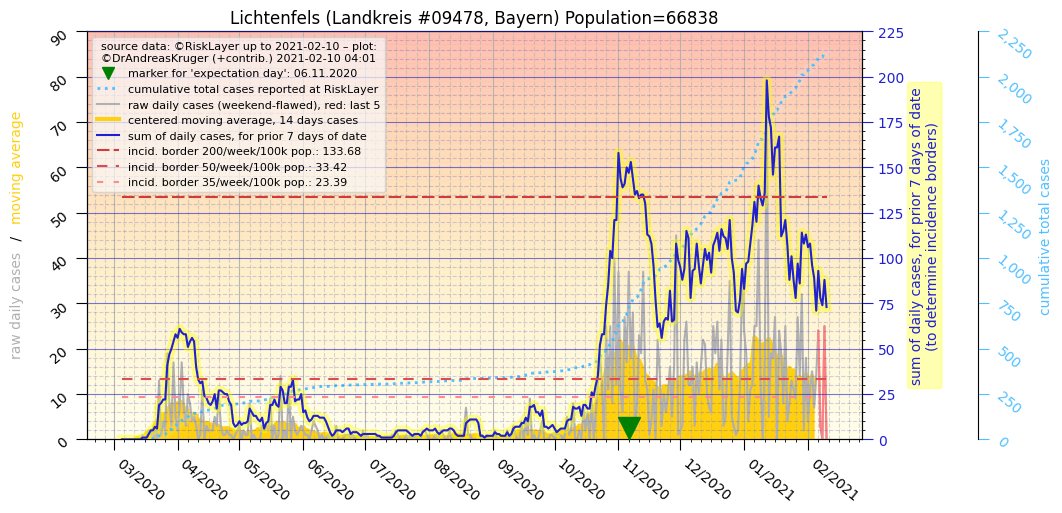 Lichtenfels (Landkreis #09478, Bayern) Population=66838
source data: ©RiskLayer up to 2021-02-10 – plot:
©DrAndreasKruger (+contrib.) 2021-02-10 04:01
marker for 'expectation day': 06.11.2020
cumulative total cases reported at RiskLayer
raw daily cases (weekend-flawed), red: last 5
centered moving average, 14 days cases
sum of daily cases, for prior 7 days of date
incid. border 200/week/100k pop.: 133.68
incid. border 50/week/100k pop.: 33.42
incid. border 35/week/100k pop.: 23.39
raw daily cases / moving average
90
80
70
60
50
40
30
20
10
0
03/2020
04/2020
05/2020
06/2020
07/2020
08/2020
09/2020
10/2020
11/2020
12/2020
01/2021
02/2021
225
200
175
150
125
100
75
50
25
0
sum of daily cases, for prior 7 days of date
(to determine incidence borders)
2,250
2,000
1,750
1,500
1,250
1,000
750
500
250
0
cumulative total cases